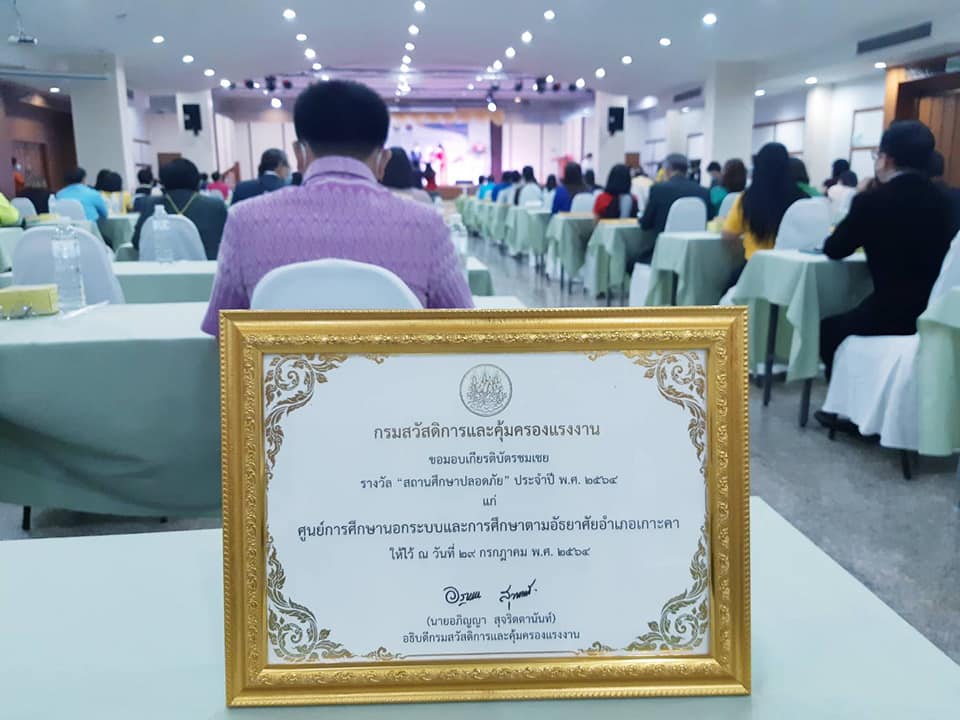 กรมสวัสดิการและคุ้มครองแรงงาน
ขอมอบเกียรติบัตรชมเชย
รางวัล “สถานศึกษาปลอดภัย” ประจำปี พ.ศ. ๒๕๖๔
แก่
ศูนย์การศึกษานอกระบบและการศึกษาตามอัธยาศัยอำเภอเกาะคา
ให้ไว้ ณ วันที่ ๒๙ กรกฎาคม พ.ศ. ๒๕๖๔
(นายอภิญญา สุจริตตานันท์)
อธิบดีกรมสวัสดิการและคุ้มครองแรงงาน